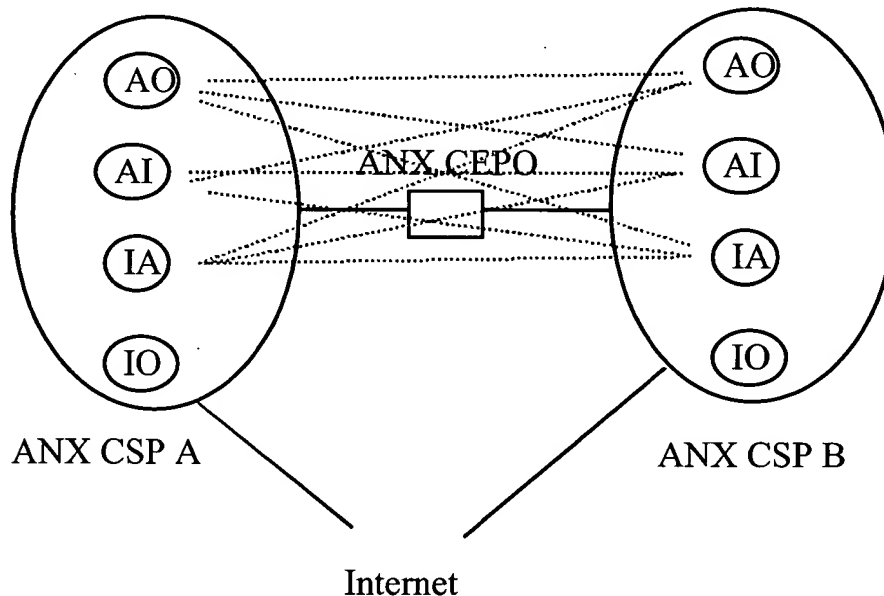 AO
AI
IA
IO
ANX CSP A
ANX CEPO
AO
AI
IA
IO
ANX CSP B
Internet